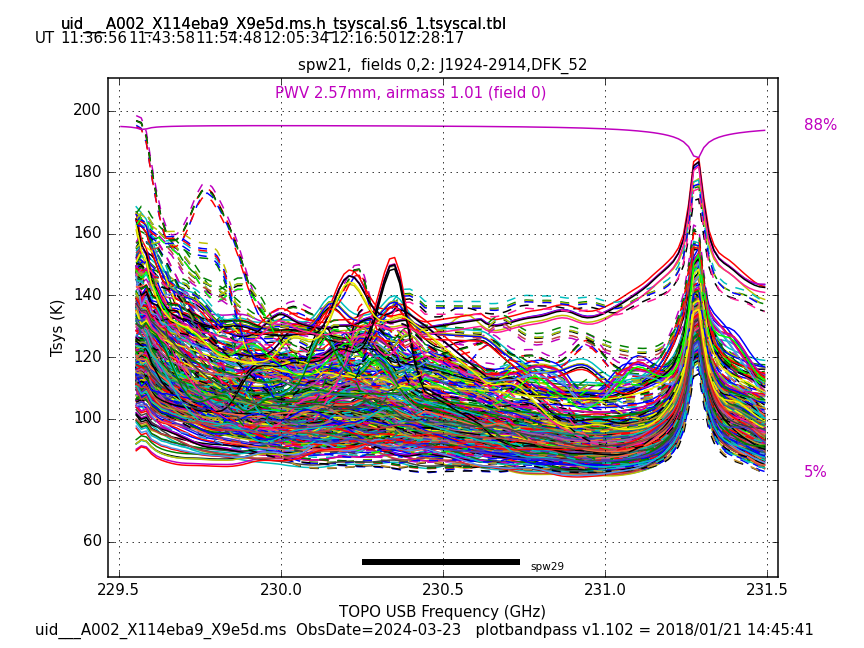 uid___A002_X114eba9_X9e5d.ms.h_tsyscal.s6_1.tsyscal.tbl
UT 11:36:56 11:43:58 11:54:48 12:05:34 12:16:50 12:28:17
spw21, fields 0,2: J1924-2914,DFK_52
PWV 2.57mm, airmass 1.01 (field 0)
200
88%
180
160
140
Tsys (K)
120
100
80
5%
60
spw29
229.5 230.0 230.5 231.0 231.5
TOPO USB Frequency (GHz)
uid___A002_X114eba9_X9e5d.ms ObsDate=2024-03-23 plotbandpass v1.102 = 2018/01/21 14:45:41